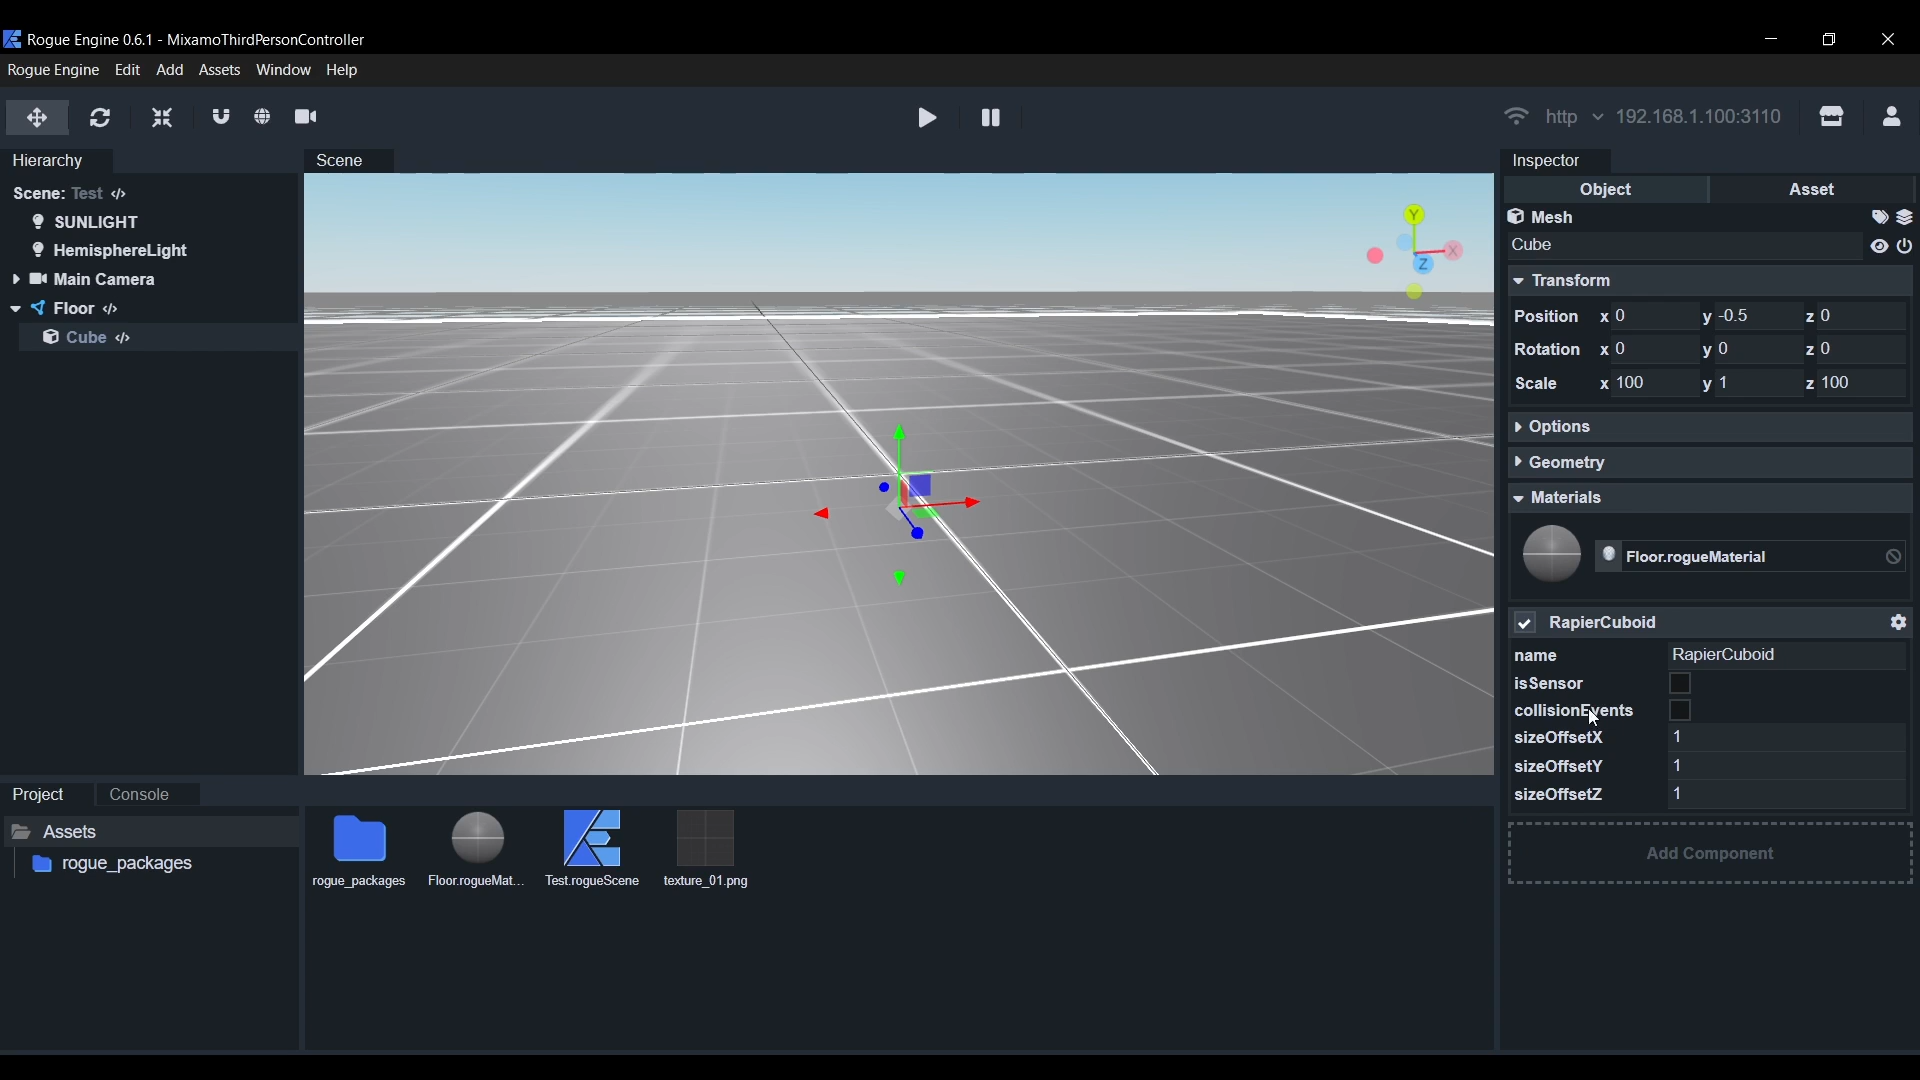 Rogue Engine 0.6.1 - MixamoThirdPersonController
Rogue Engine Edit Add Assets Window Help
http 192.168.1.100:3110
Hierarchy
Scene: Test
SUNLIGHT
HemisphereLight
Main Camera
Floor
Cube
Scene
Y
X
Z
Inspector
Object Asset
Mesh
Cube
Transform
Position x 0 y -0.5 z 0
Rotation x 0 y 0 z 0
Scale x 100 y 1 z 100
Options
Geometry
Materials
Floor.rogueMaterial
RapierCuboid
name RapierCuboid
isSensor
collisionEvents
sizeOffsetX 1
sizeOffsetY 1
sizeOffsetZ 1
Add Component
Project Console
Assets
rogue_packages
rogue_packages Floor.rogueMat... Test.rogueScene texture_01.png